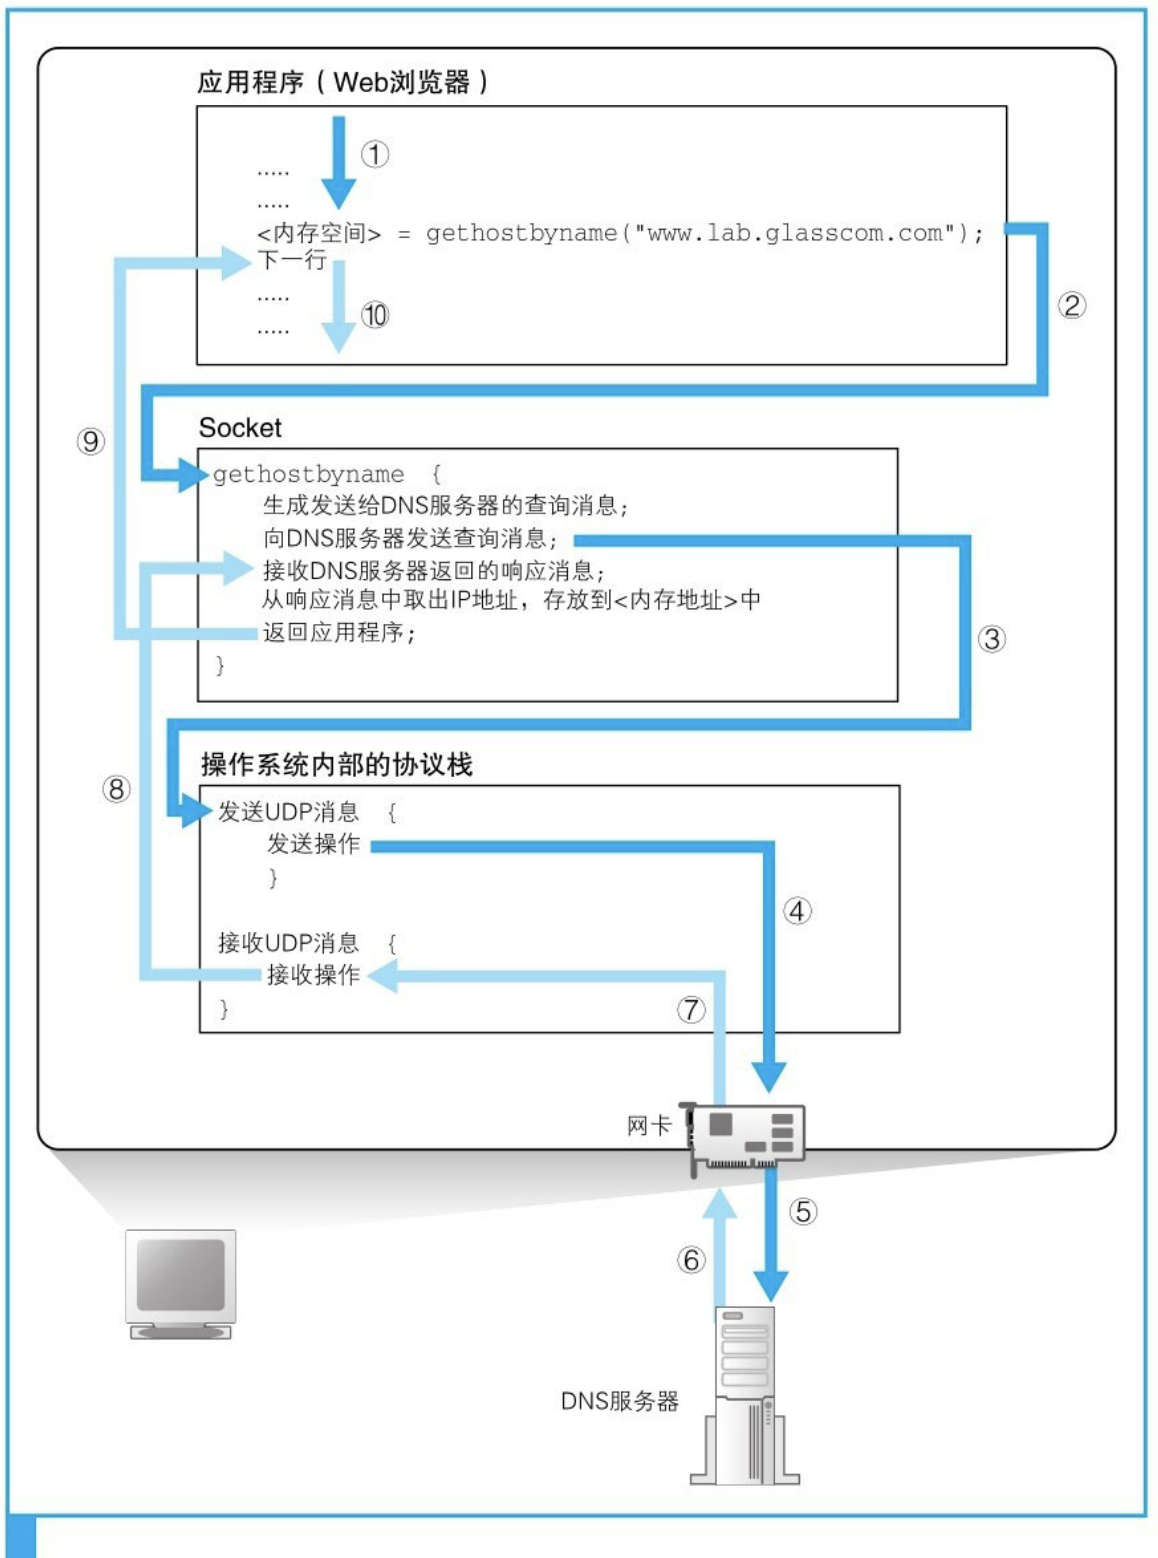 应用程序（Web浏览器）
①
.....
.....
<内存空间> = gethostbyname("www.lab.glasscom.com");
下一行
.....
⑩
.....
②
⑨
Socket
gethostbyname {
生成发送给DNS服务器的查询消息;
向DNS服务器发送查询消息;
接收DNS服务器返回的响应消息;
从响应消息中取出IP地址，存放到<内存地址>中
返回应用程序;
}
③
⑧
操作系统内部的协议栈
发送UDP消息 {
发送操作
}
④
接收UDP消息 {
接收操作
}
⑦
网卡
⑤
⑥
DNS服务器